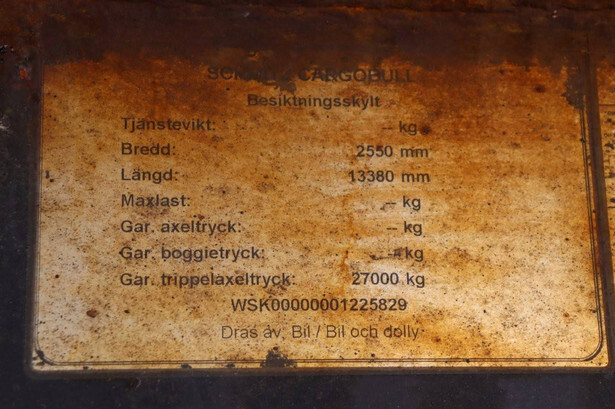 CARGOBULL
Besiktningsskylt
Tjänstevikt: -- kg
Bredd: 2550 mm
Längd: 13380 mm
Maxlast: -- kg
Gar. axeltryck: -- kg
Gar. boggietryck: -- kg
Gar. trippelaxeltryck: 27000 kg
WSK00000001225829
Dras av: Bil / Bil och dolly